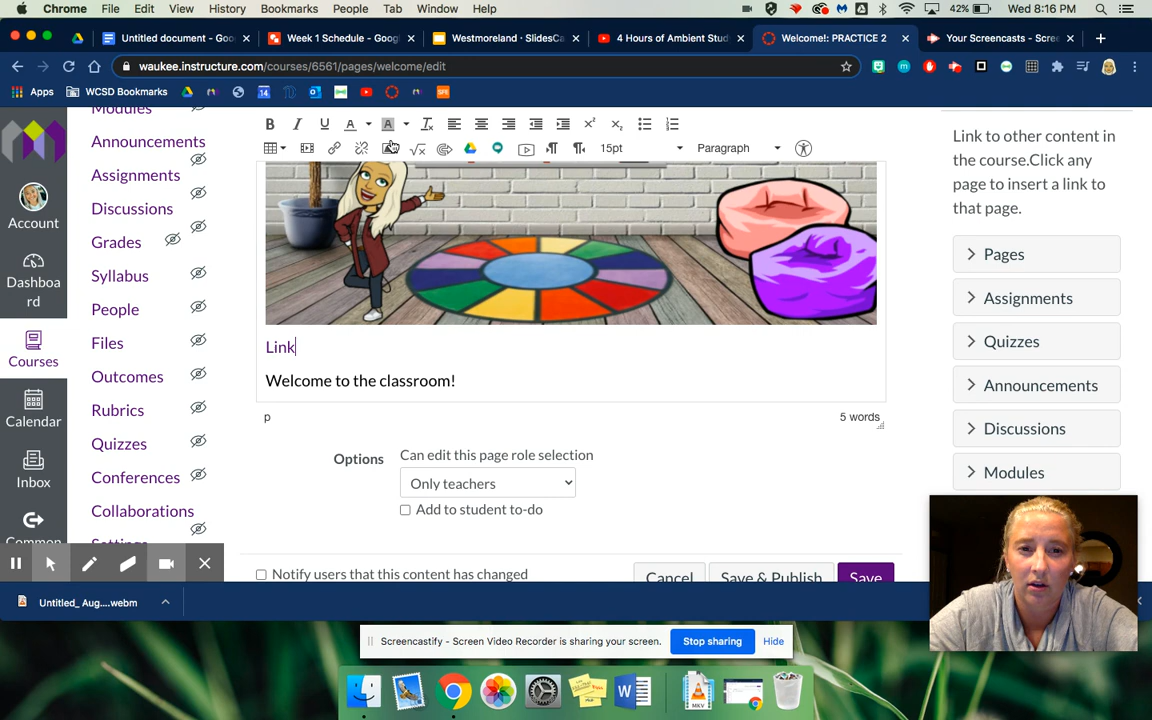 Chrome File Edit View History Bookmarks People Tab Window Help 42% Wed 8:16 PM
Untitled document - Goo × Week 1 Schedule - Googl × Westmoreland · SlidesCa × 4 Hours of Ambient Stud × Welcome!: PRACTICE 2 × Your Screencasts - Scree × +
waukee.instructure.com/courses/6561/pages/welcome/edit
Apps WCSD Bookmarks
Modules
Announcements
Assignments
Discussions
Grades
Syllabus
People
Files
Outcomes
Rubrics
Quizzes
Conferences
Collaborations
Account
Dashboa
rd
Courses
Calendar
Inbox
15pt Paragraph
Link
Welcome to the classroom!
p 5 words
Options Can edit this page role selection
Only teachers
Add to student to-do
Notify users that this content has changed
Cancel Save & Publish Save
Link to other content in
the course.Click any
page to insert a link to
that page.
Pages
Assignments
Quizzes
Announcements
Discussions
Modules
Untitled_ Aug....webm
Screencastify - Screen Video Recorder is sharing your screen. Stop sharing Hide